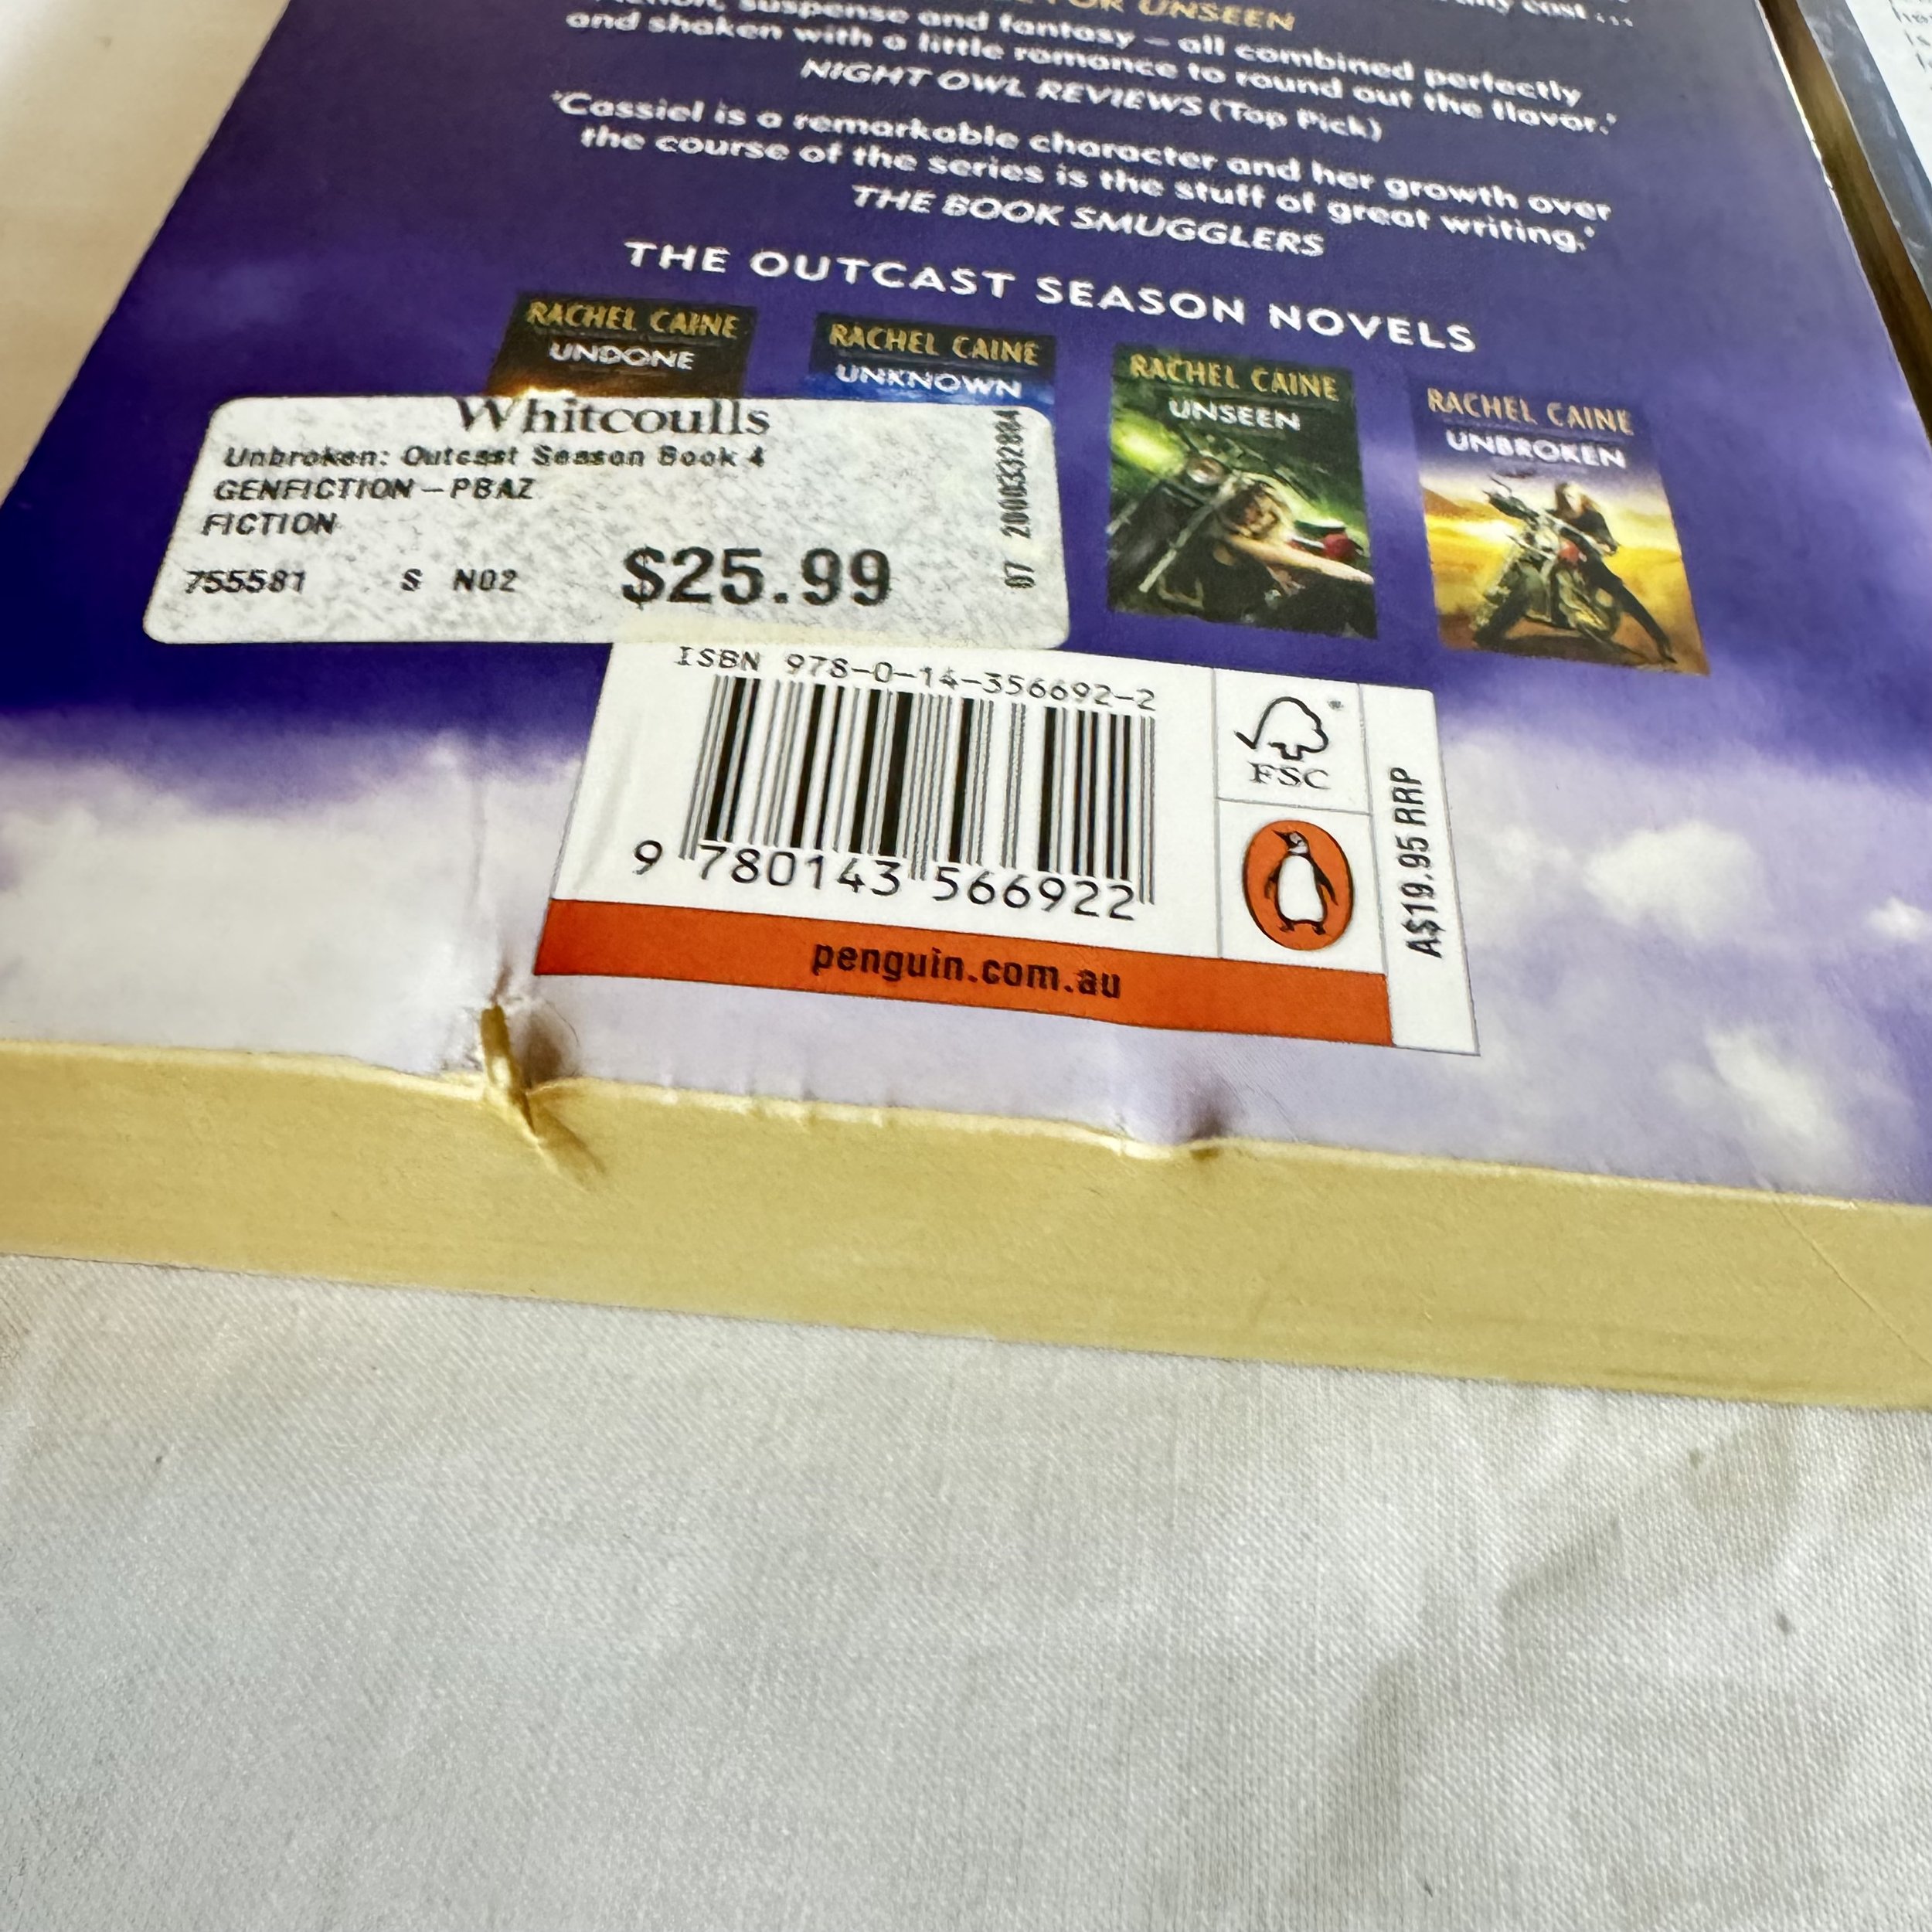 OR UNSEEN
suspense and fantasy – all combined perfectly
and shaken with a little romance to round out the flavor.'
NIGHT OWL REVIEWS (Top Pick)
'Cassiel is a remarkable character and her growth over
the course of the series is the stuff of great writing.'
THE BOOK SMUGGLERS
THE OUTCAST SEASON NOVELS
RACHEL CAINE
UNDONE
RACHEL CAINE
UNKNOWN
RACHEL CAINE
UNSEEN
RACHEL CAINE
UNBROKEN
Whitcoulls
Unbroken: Outcast Season Book 4
GENFICTION – PBAZ
FICTION
755581 S N02 $25.99
07 2000332884
ISBN 978-0-14-356692-2
9 780143 566922
FSC
A$19.95 RRP
penguin.com.au